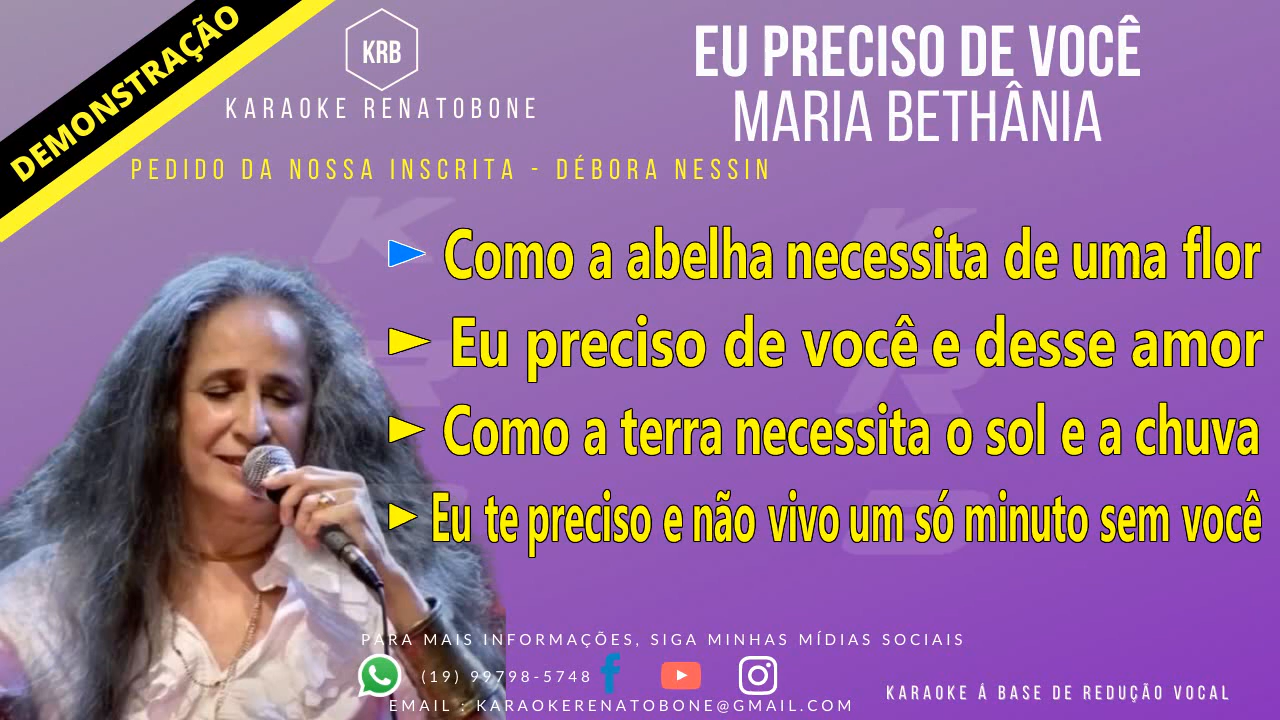 DEMONSTRAÇÃO
KRB
KARAOKE RENATOBONE
EU PRECISO DE VOCÊ
MARIA BETHÂNIA
PEDIDO DA NOSSA INSCRITA - DÉBORA NESSIN
Como a abelha necessita de uma flor
Eu preciso de você e desse amor
Como a terra necessita o sol e a chuva
Eu te preciso e não vivo um só minuto sem você
KRB
KRB
PARA MAIS INFORMAÇÕES, SIGA MINHAS MÍDIAS SOCIAIS
(19) 99798-5748
EMAIL : KARAOKERENATOBONE@GMAIL.COM
KARAOKE Á BASE DE REDUÇÃO VOCAL